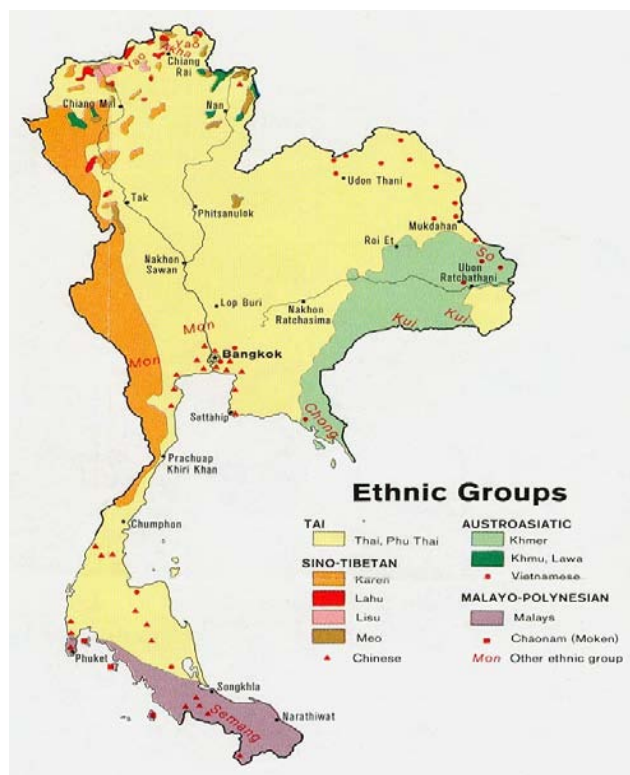 Yao
Yao
Akha
Chiang
Rai
Chiang Mai
Nan
Udon Thani
Tak
Phitsanulok
Mukdahan
Roi Et
So
Nakhon
Sawan
Ubon
Ratchathani
Lop Buri
Nakhon
Ratchasima
Mon
Kui
Kui
Mon
Bangkok
Sattahip
Chong
Prachuap
Khiri Khan
Chumphon
Phuket
Songkhla
Semang
Narathiwat
Ethnic Groups
TAI
Thai, Phu Thai
SINO-TIBETAN
Karen
Lahu
Lisu
Meo
Chinese
AUSTROASIATIC
Khmer
Khmu, Lawa
Vietnamese
MALAYO-POLYNESIAN
Malays
Chaonam (Moken)
Mon Other ethnic group